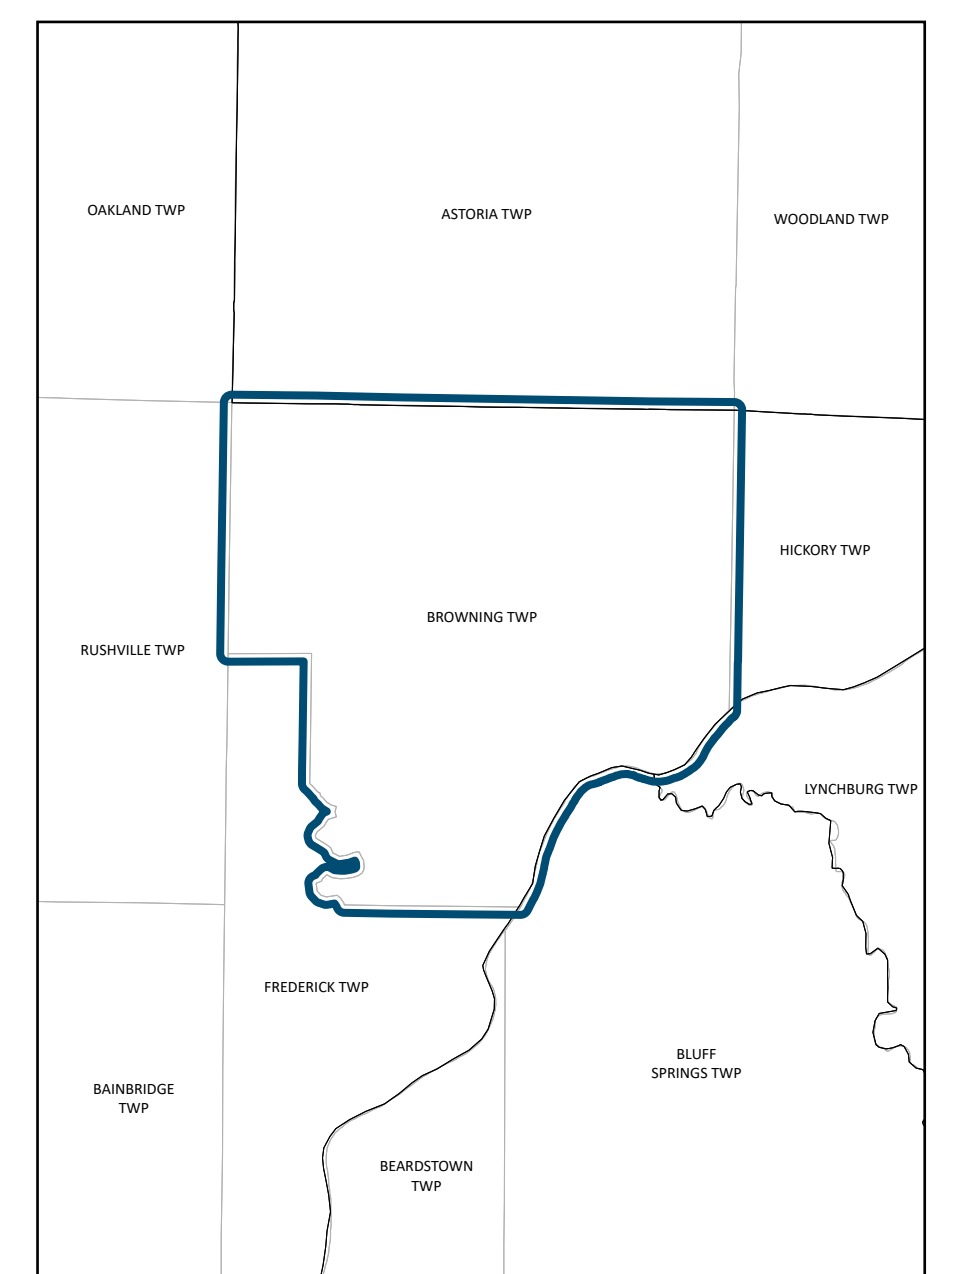 OAKLAND TWP
ASTORIA TWP
WOODLAND TWP
HICKORY TWP
BROWNING TWP
RUSHVILLE TWP
LYNCHBURG TWP
FREDERICK TWP
BLUFF
SPRINGS TWP
BAINBRIDGE
TWP
BEARDSTOWN
TWP